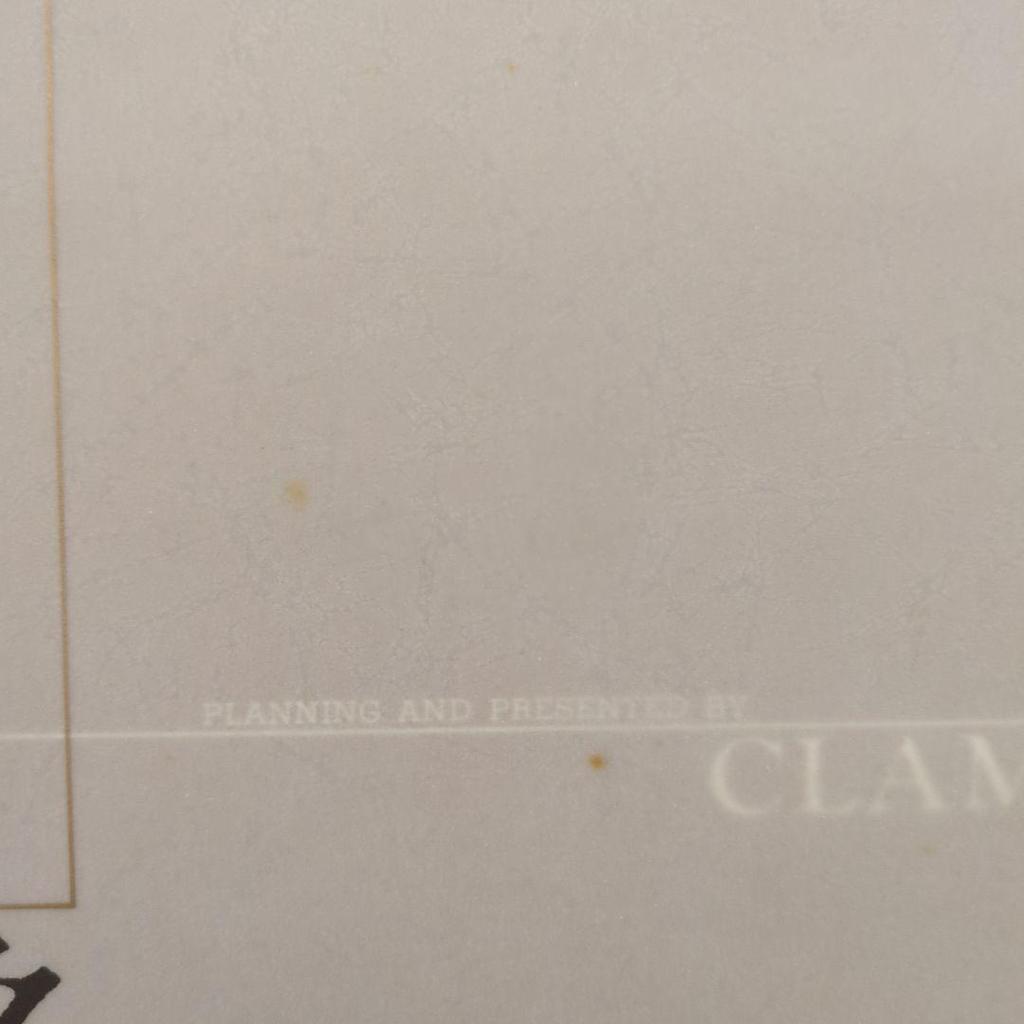 PLANNING AND PRESENTED BY
CLAM